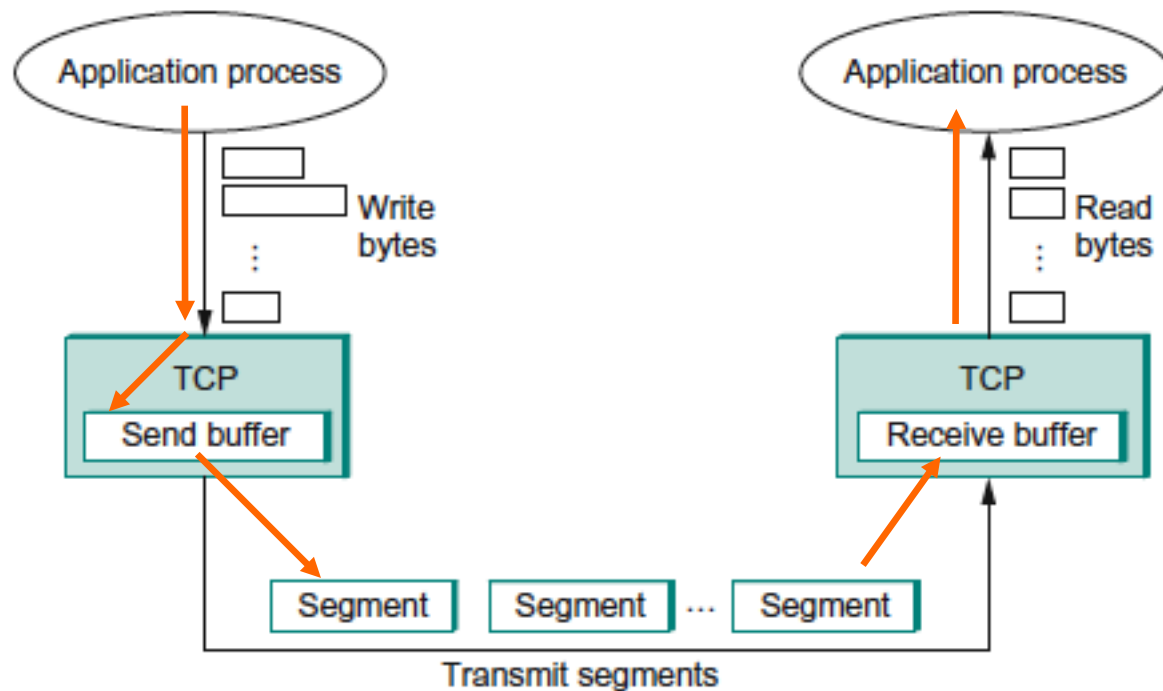 Application process
Application process
Write
bytes
⋮
Read
bytes
⋮
TCP
Send buffer
TCP
Receive buffer
Segment
Segment
...
Segment
Transmit segments